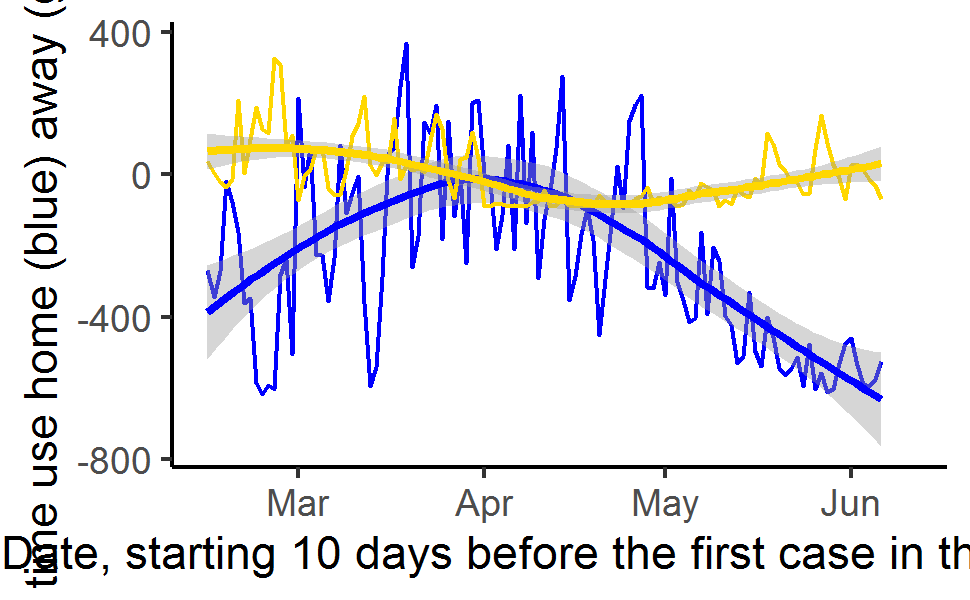 time use home (blue) away (
400
0
-400
-800
Mar Apr May Jun
Date, starting 10 days before the first case in th